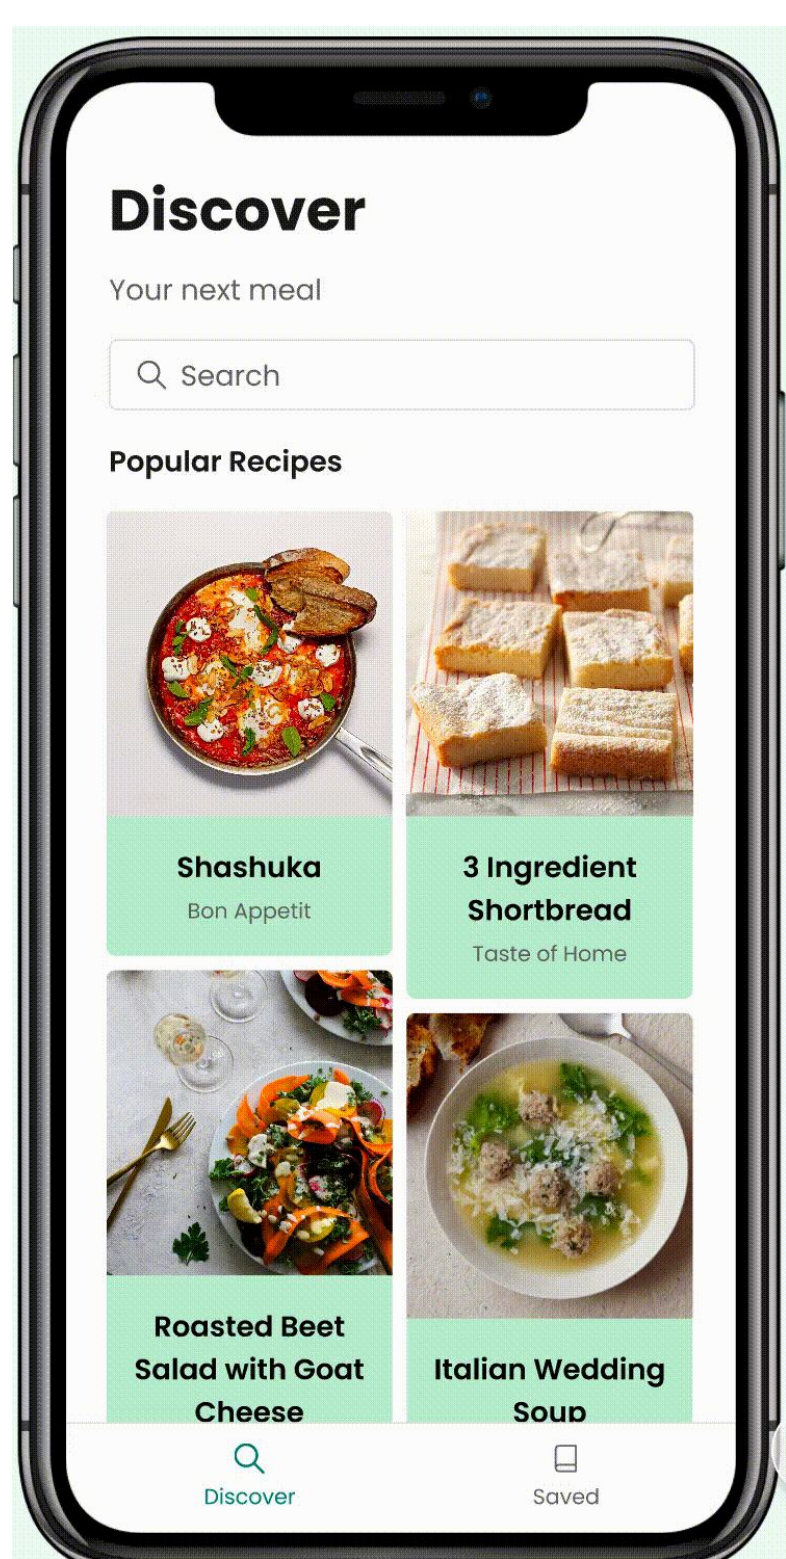 Discover
Your next meal
Search
Popular Recipes
Shashuka
Bon Appetit
3 Ingredient
Shortbread
Taste of Home
Roasted Beet
Salad with Goat
Cheese
Italian Wedding
Soup
Discover
Saved